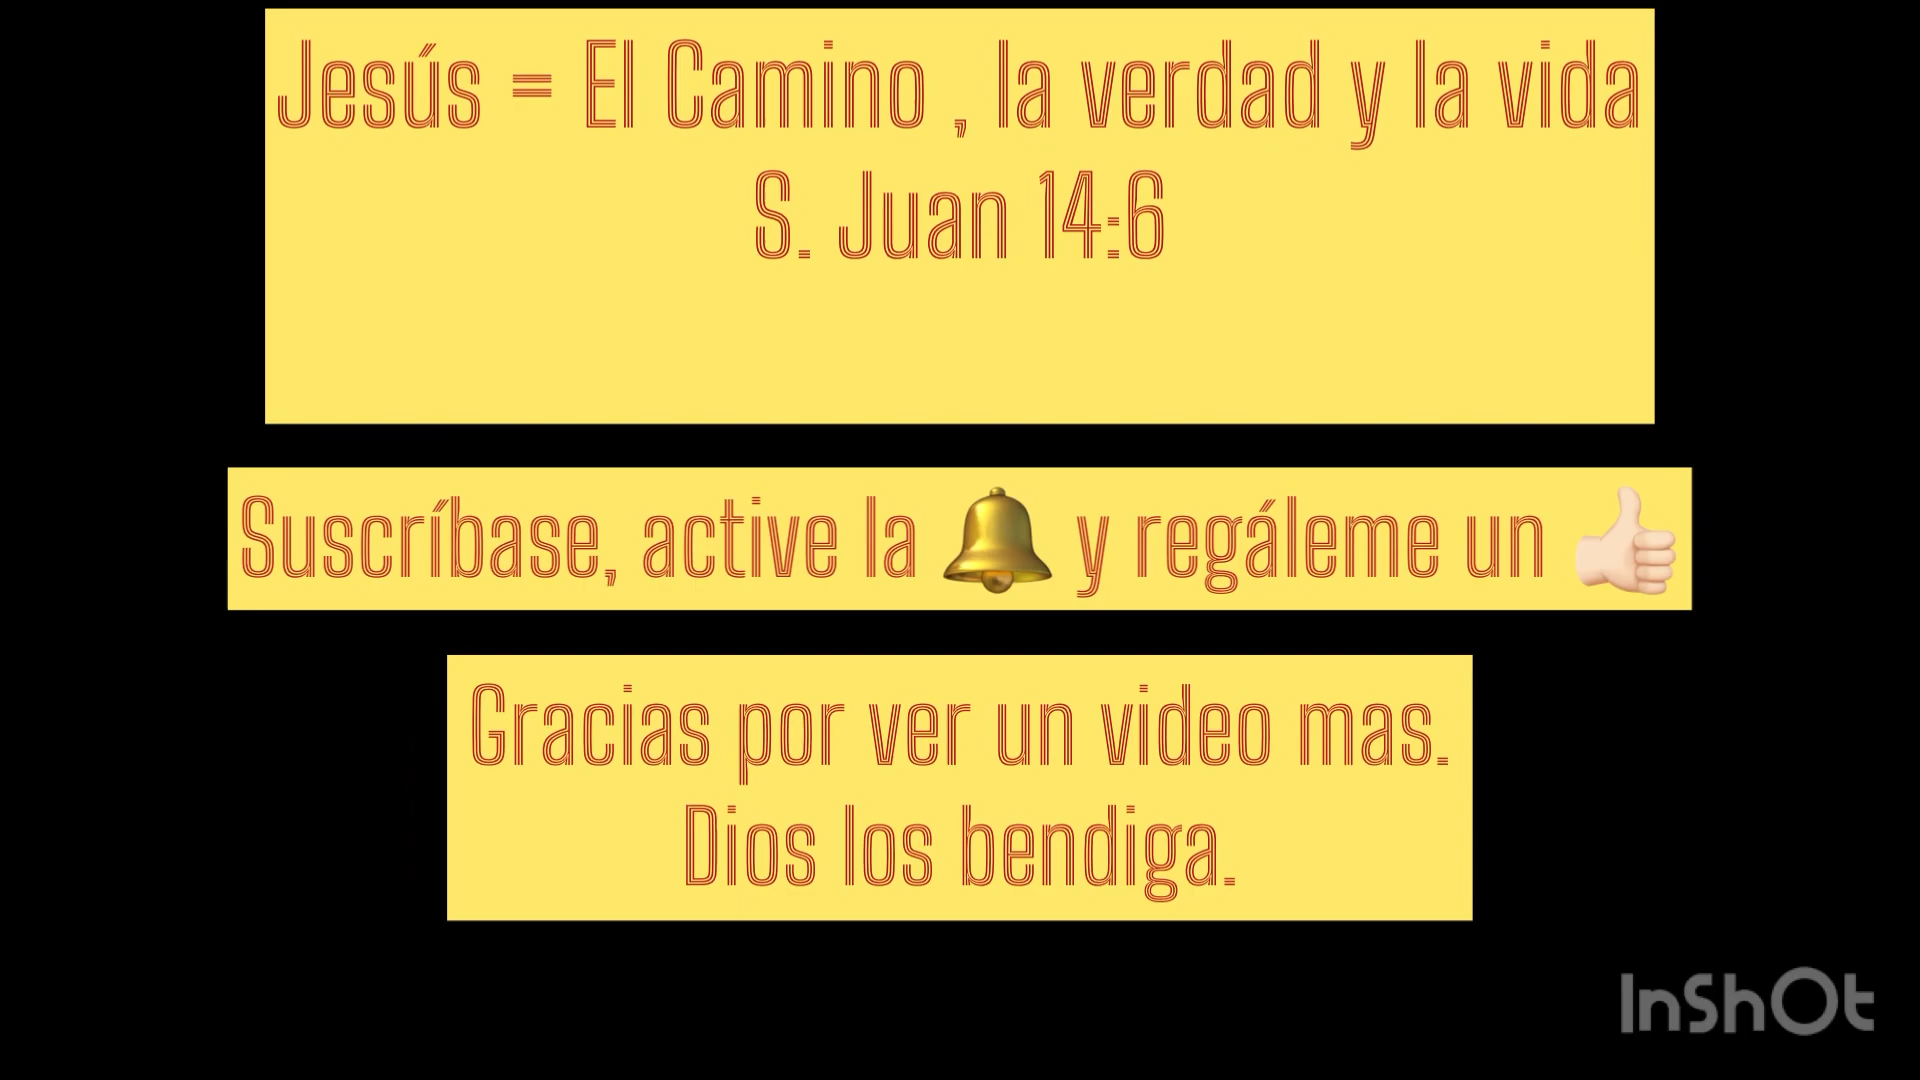 Jesús = El Camino , la verdad y la vida
S. Juan 14:6
Suscríbase, active la 🔔 y regáleme un 👍🏻
Gracias por ver un video mas.
Dios los bendiga.
InShOt